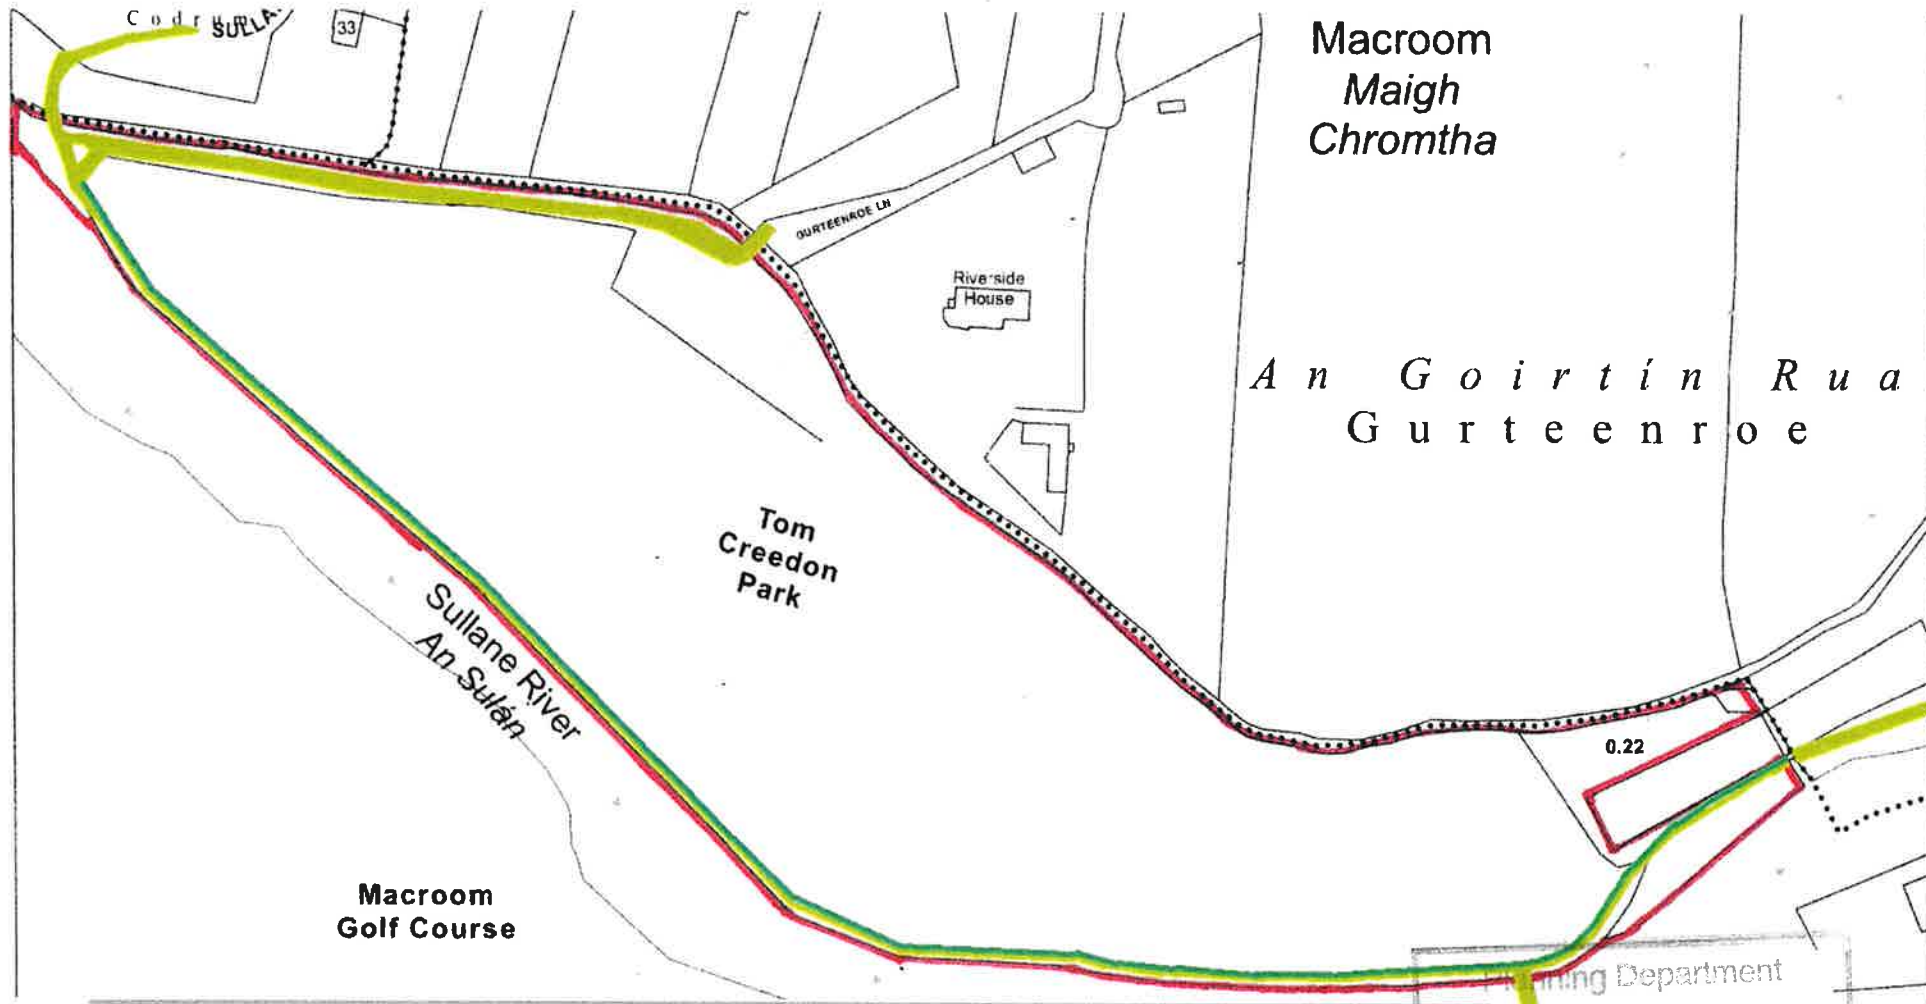 33
Macroom
Maigh
Chromtha
GURTEENROE LN
Riverside
House
An Goirtín Rua
Gurteenroe
Tom
Creedon
Park
Sullane River
An Sulán
0.22
Macroom
Golf Course
Planning Department